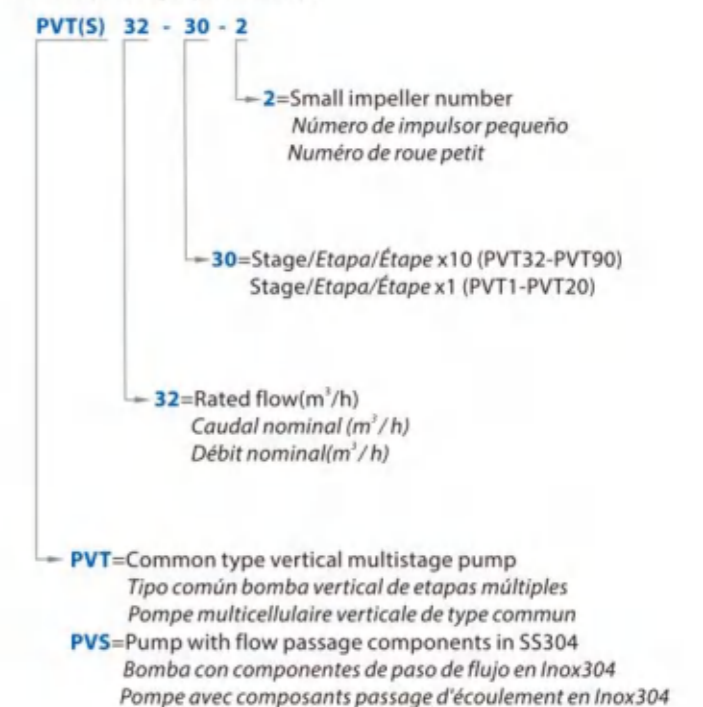 PVT(S) 32 - 30 - 2
2=Small impeller number
Número de impulsor pequeño
Numéro de roue petit
30=Stage/Etapa/Étape x10 (PVT32-PVT90)
Stage/Etapa/Étape x1 (PVT1-PVT20)
32=Rated flow(m³/h)
Caudal nominal (m³/h)
Débit nominal(m³/h)
PVT=Common type vertical multistage pump
Tipo común bomba vertical de etapas múltiples
Pompe multicellulaire verticale de type commun
PVS=Pump with flow passage components in SS304
Bomba con componentes de paso de flujo en Inox304
Pompe avec composants passage d'écoulement en Inox304